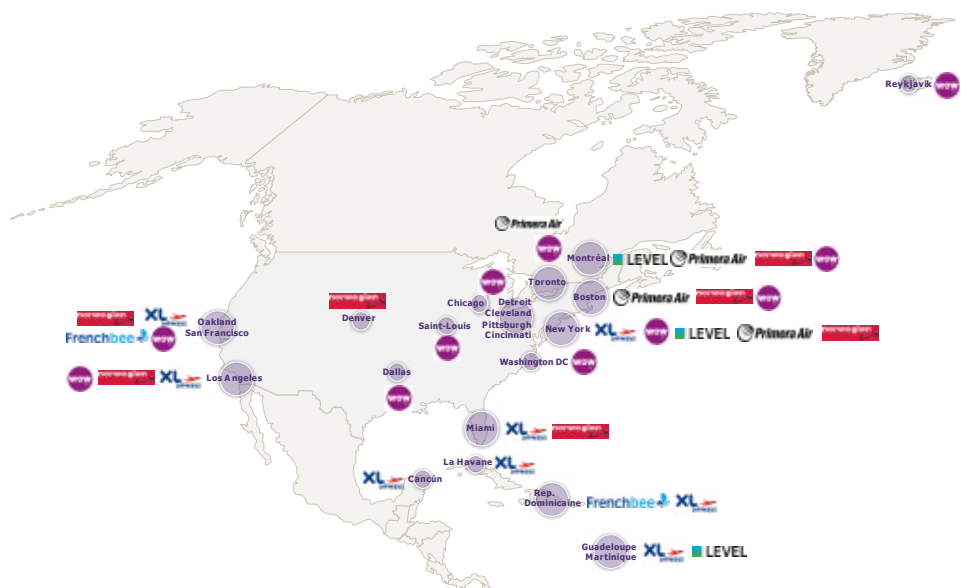 Reykjavik wow
Primera Air
wow
Montréal LEVEL Primera Air norwegian wow
wow
Toronto
Boston Primera Air norwegian wow
Chicago
Detroit
Cleveland
Pittsburgh
Cincinnati
norwegian
Denver
norwegian XL
Oakland
San Francisco
Frenchbee wow
Saint-Louis
wow
New York XL wow LEVEL Primera Air norwegian
Washington DC wow
Dallas
wow
wow norwegian XL Los Angeles
Miami XL norwegian
La Havane XL
XL Cancún
Rep.
Dominicaine Frenchbee XL
Guadeloupe
Martinique XL LEVEL